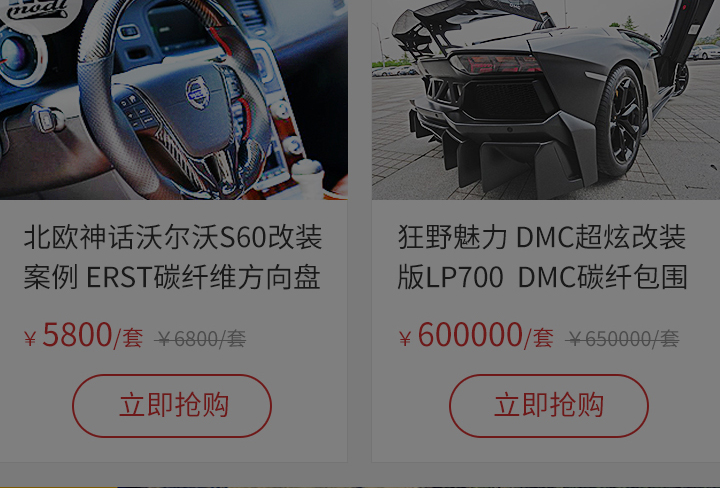 modi
北欧神话沃尔沃S60改装
案例 ERST碳纤维方向盘
￥5800/套 ￥6800/套
立即抢购
狂野魅力 DMC超炫改装
版LP700 DMC碳纤包围
￥600000/套 ￥650000/套
立即抢购